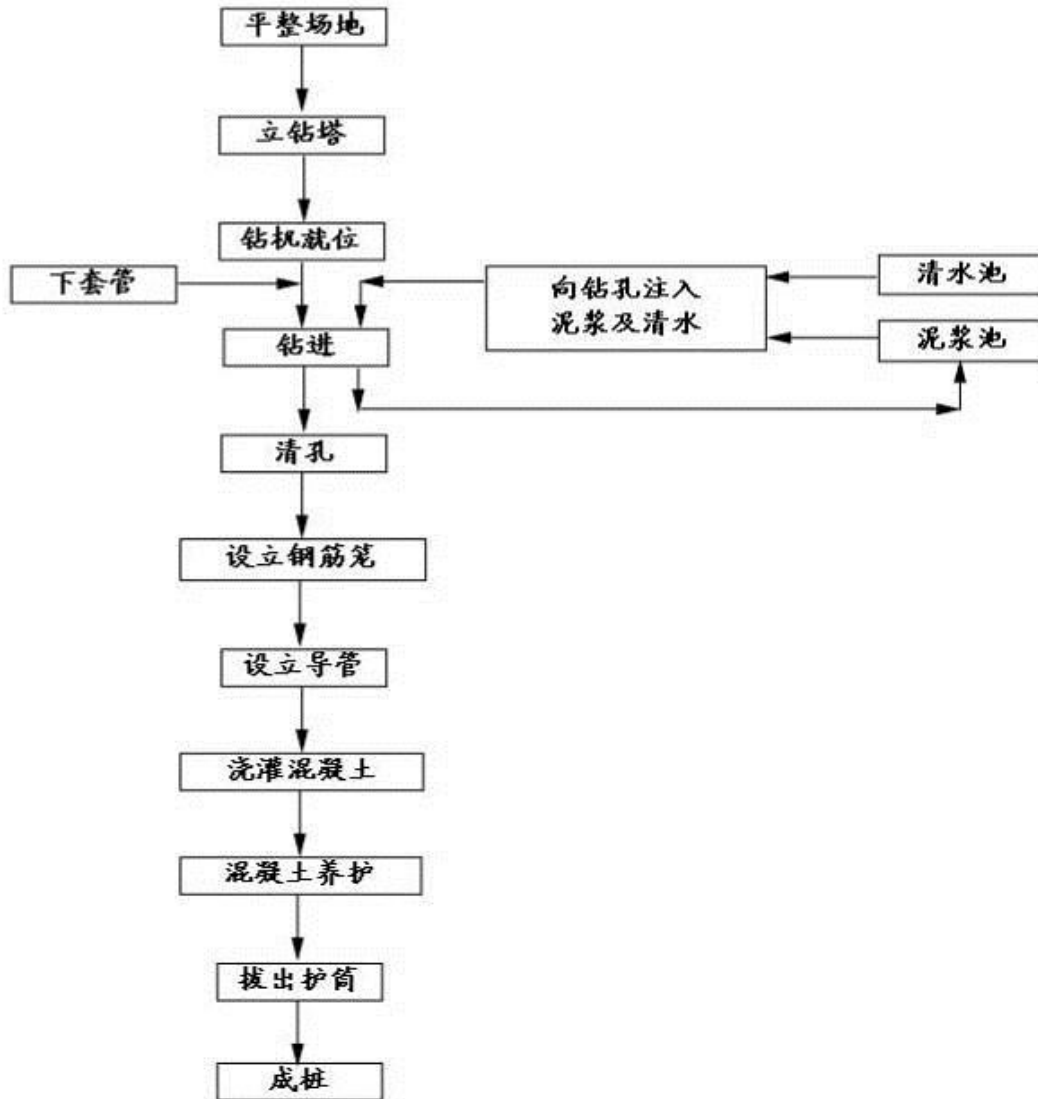 平整场地
立钻塔
钻机就位
下套管
向钻孔注入
泥浆及清水
清水池
泥浆池
钻进
清孔
设立钢筋笼
设立导管
浇灌混凝土
混凝土养护
拔出护筒
成桩